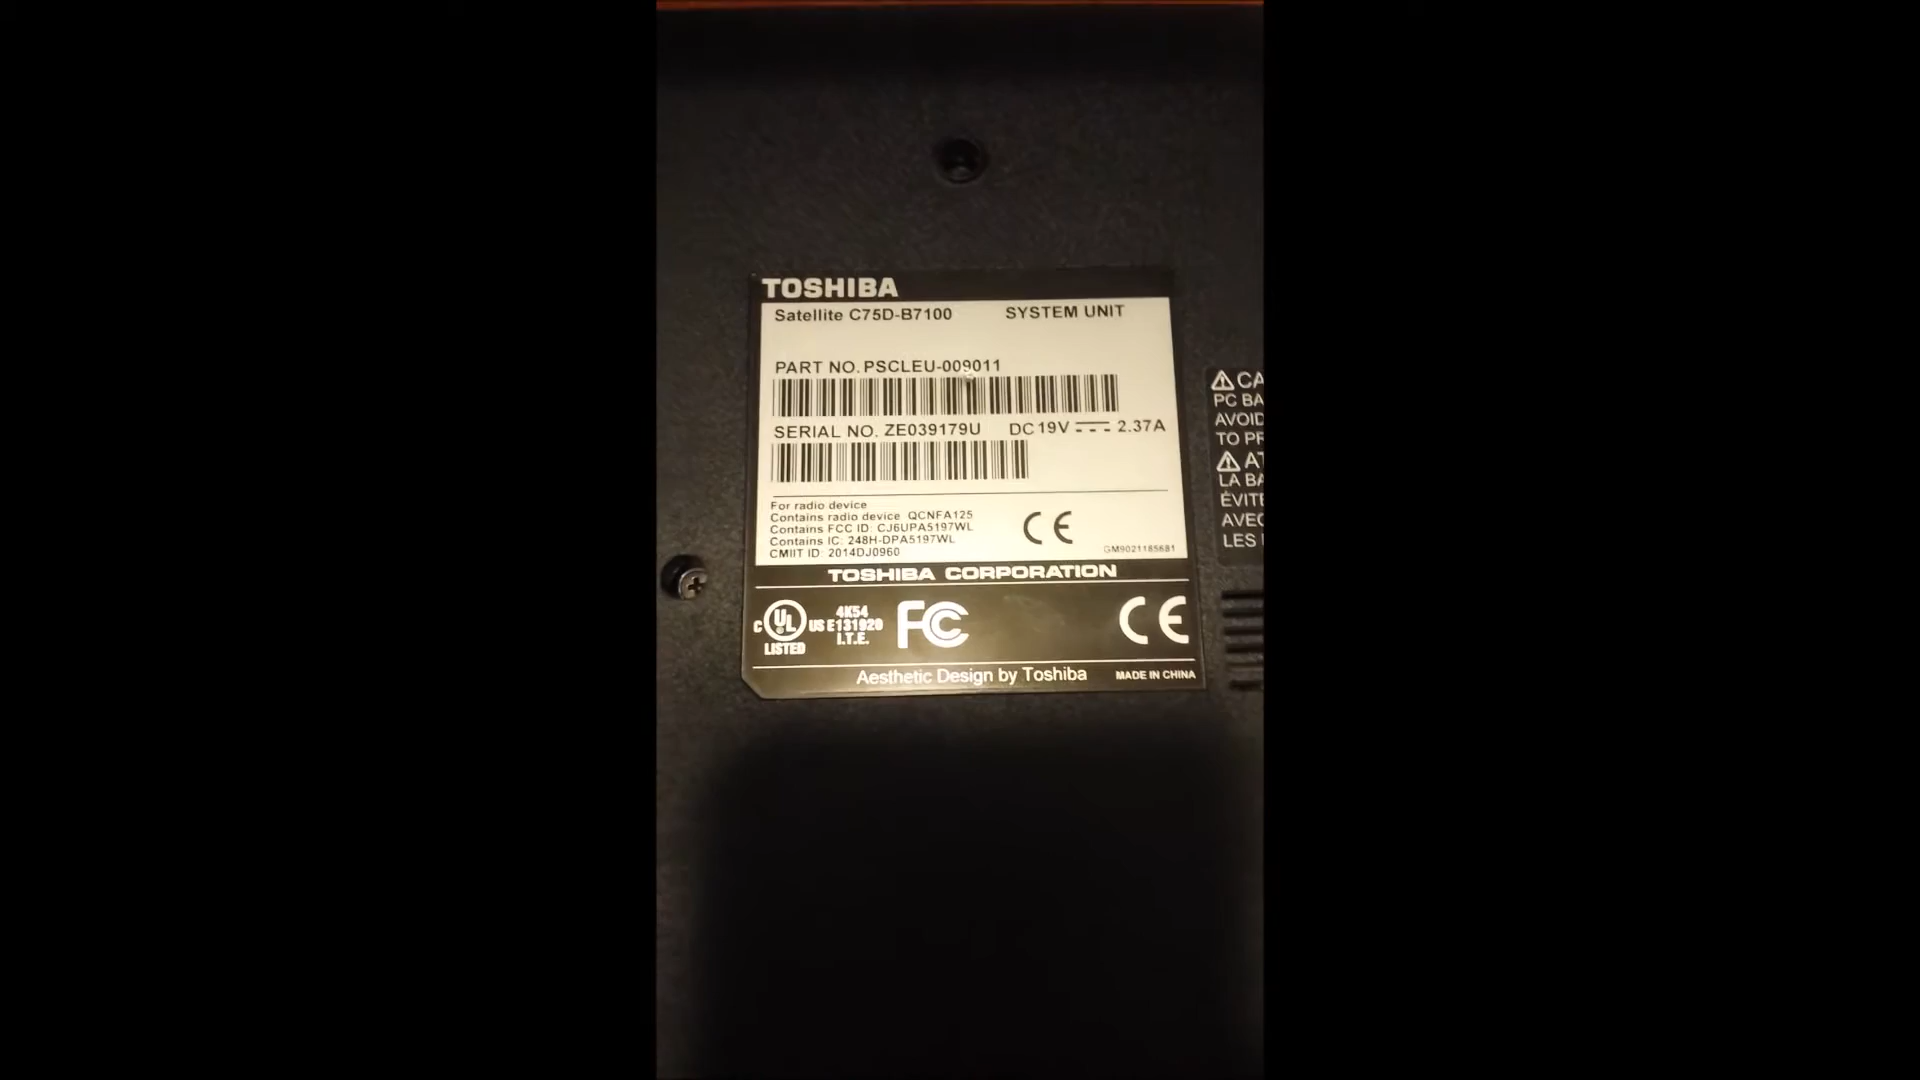 TOSHIBA
Satellite C75D-B7100 SYSTEM UNIT
PART NO. PSCLEU-009011
SERIAL NO. ZE039179U DC 19V 2.37A
For radio device
Contains radio device QCNFA125
Contains FCC ID: CJ6UPA5197WL
Contains IC: 248H-DPA5197WL
CMIIT ID: 2014DJ0960
CE
GM9021185681
TOSHIBA CORPORATION
C UL US LISTED
4K54
E131920
I.T.E.
FC
CE
Aesthetic Design by Toshiba
MADE IN CHINA
PC BA
AVOID
TO PR
LA BA
ÉVITE
AVEC
LES